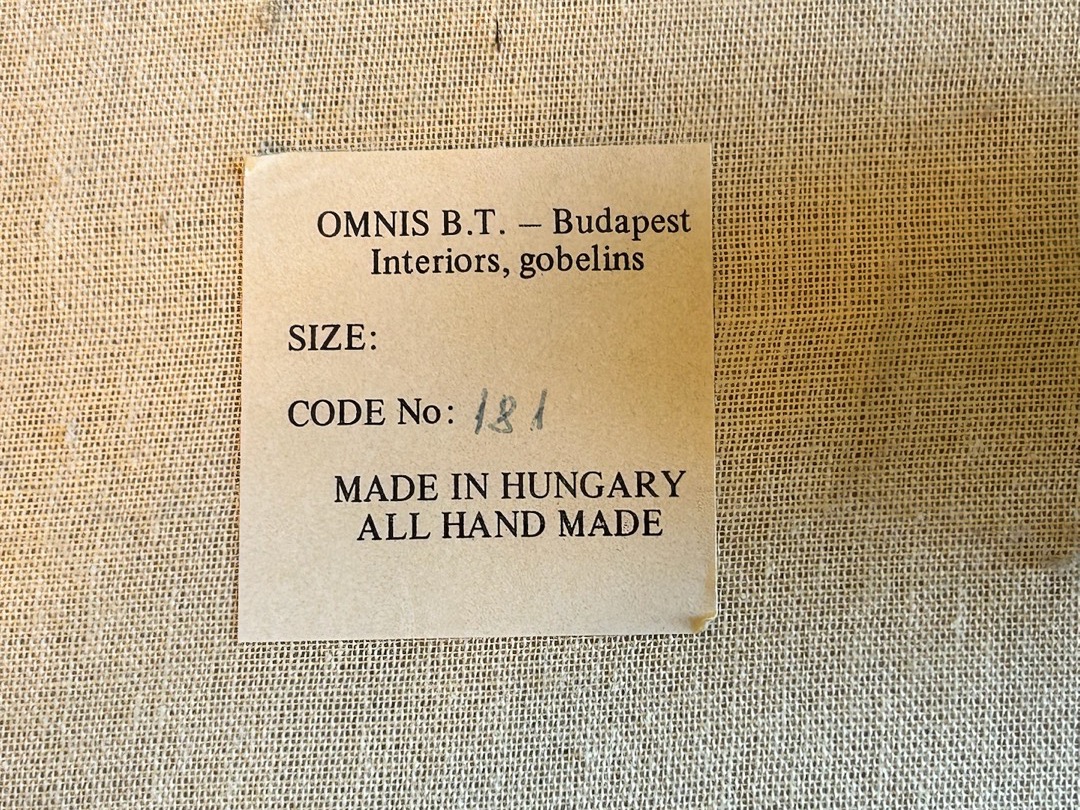 OMNIS B.T. – Budapest
Interiors, gobelins
SIZE:
CODE No: 181
MADE IN HUNGARY
ALL HAND MADE